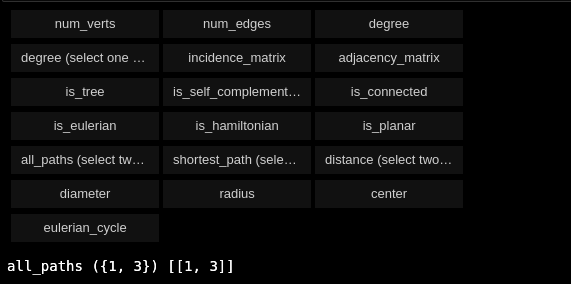 num_verts num_edges degree
degree (select one ... incidence_matrix adjacency_matrix
is_tree is_self_complement... is_connected
is_eulerian is_hamiltonian is_planar
all_paths (select tw... shortest_path (sele... distance (select two...
diameter radius center
eulerian_cycle
all_paths ({1, 3}) [[1, 3]]